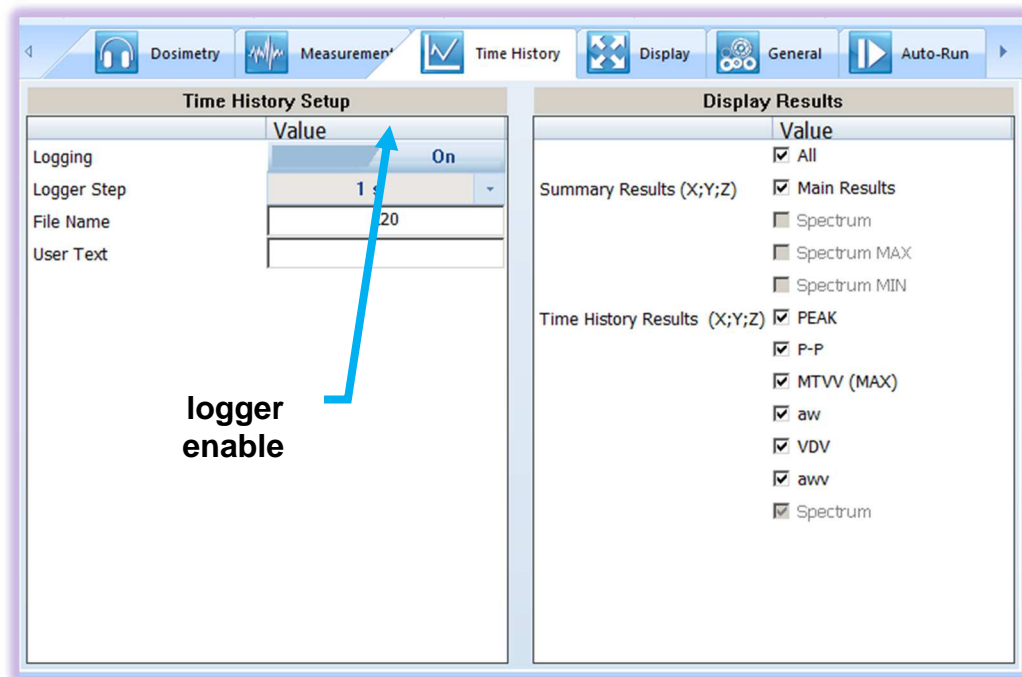 Dosimetry Measurement Time History Display General Auto-Run
Time History Setup
Value
Logging On
Logger Step 1 s
File Name 20
User Text
logger
enable
Display Results
Value
All
Summary Results (X;Y;Z) Main Results
Spectrum
Spectrum MAX
Spectrum MIN
Time History Results (X;Y;Z) PEAK
P-P
MTVV (MAX)
aw
VDV
awv
Spectrum